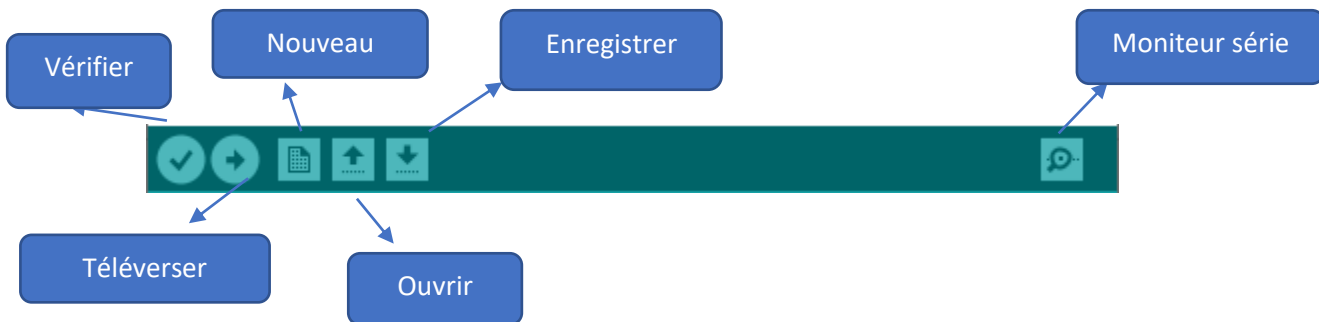 Nouveau
Enregistrer
Moniteur série
Vérifier
Téléverser
Ouvrir